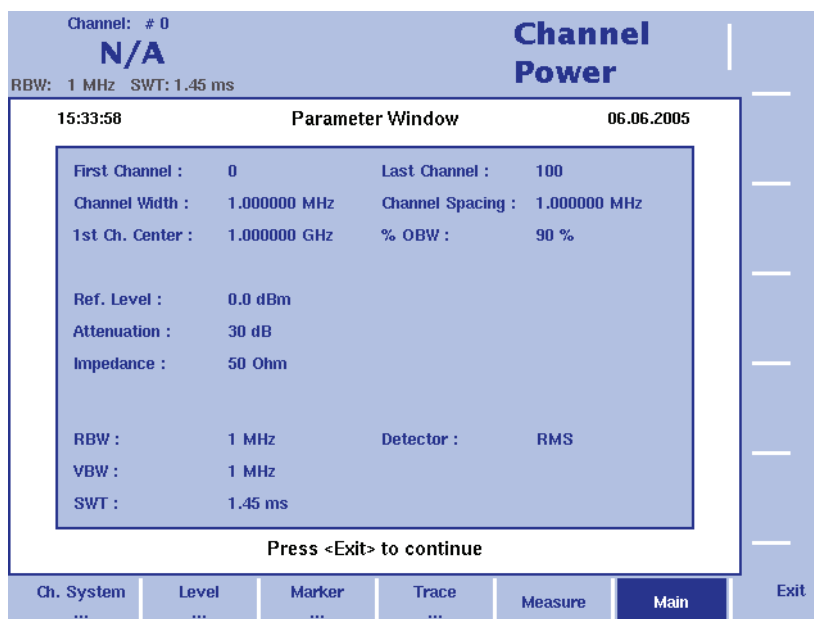 Channel: # 0
N/A
RBW: 1 MHz SWT: 1.45 ms
Channel
Power
15:33:58 Parameter Window 06.06.2005
First Channel : 0 Last Channel : 100
Channel Width : 1.000000 MHz Channel Spacing : 1.000000 MHz
1st Ch. Center : 1.000000 GHz % OBW : 90 %
Ref. Level : 0.0 dBm
Attenuation : 30 dB
Impedance : 50 Ohm
RBW : 1 MHz Detector : RMS
VBW : 1 MHz
SWT : 1.45 ms
Press <Exit> to continue
Ch. System ... Level ... Marker ... Trace ... Measure Main Exit